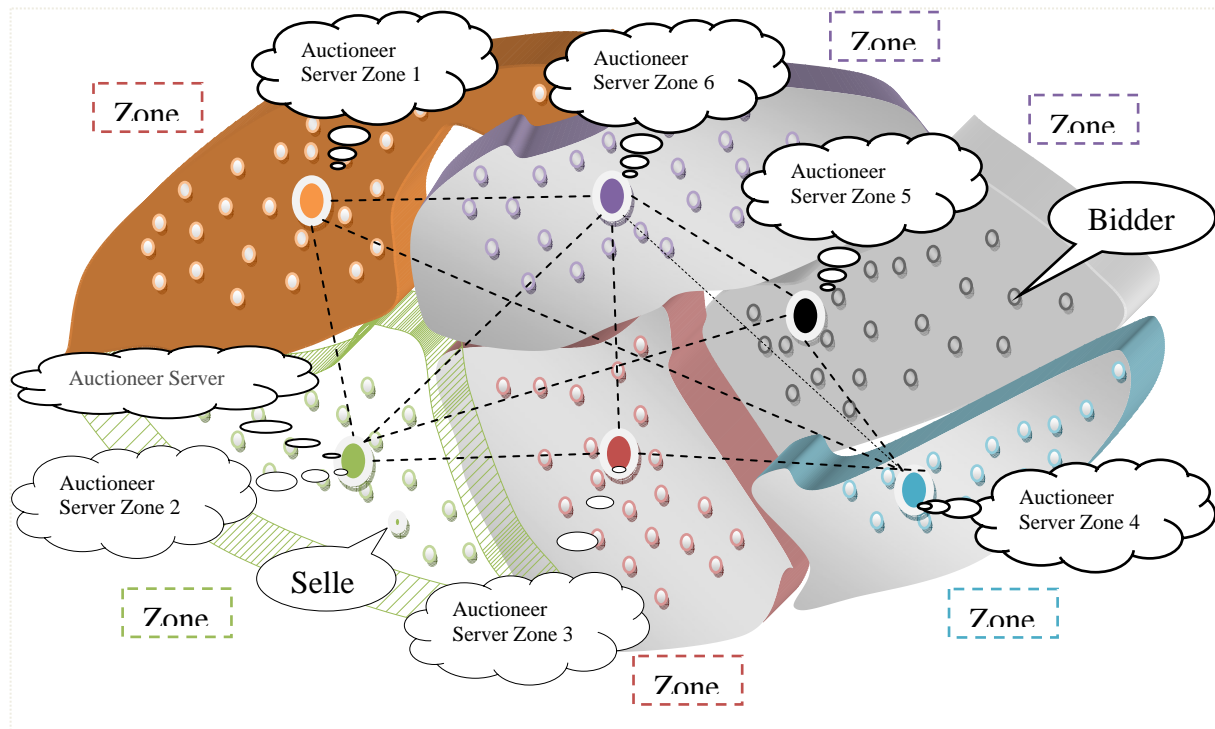 Zone
Auctioneer
Server Zone 1
Auctioneer
Server Zone 6
Zone
Zone
Auctioneer
Server Zone 5
Bidder
Auctioneer Server
Auctioneer
Server Zone 2
Auctioneer
Server Zone 4
Selle
Zone
Auctioneer
Server Zone 3
Zone
Zone